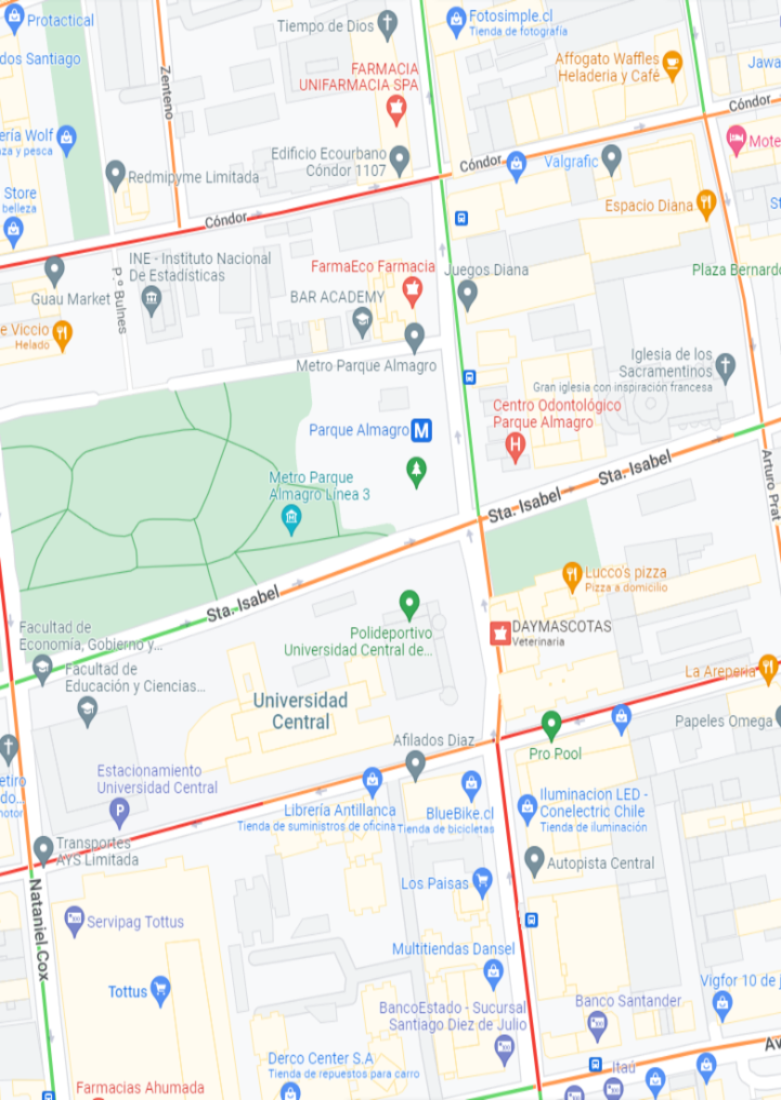 Protactical
dos Santiago
Zenteno
Tiempo de Dios
Fotosimple.cl
Tienda de fotografía
FARMACIA
UNIFARMACIA SPA
Affogato Waffles
Heladeria y Café
Jawa
Cóndor
ería Wolf
za y pesca
Edificio Ecourbano
Cóndor 1107
Cóndor
Valgrafic
Mote
Redmipyme Limitada
Store
belleza
Espacio Diana
St
Cóndor
INE - Instituto Nacional
De Estadísticas
FarmaEco Farmacia
Juegos Diana
Plaza Bernardo
Guau Market
P.º Bulnes
BAR ACADEMY
e Viccio
Helado
Metro Parque Almagro
Iglesia de los
Sacramentinos
Gran iglesia con inspiración francesa
Centro Odontológico
Parque Almagro
Parque Almagro
M
H
Arturo Prat
Sta. Isabel
Metro Parque
Almagro Línea 3
Sta. Isabel
Lucco's pizza
Pizza a domicilio
Sta. Isabel
Facultad de
Economía, Gobierno y...
Polideportivo
Universidad Central de...
DAYMASCOTAS
Veterinaria
Facultad de
Educación y Ciencias...
La Areperia
Universidad
Central
Papeles Omega
Afilados Diaz
Pro Pool
etiro
do...
motor
Estacionamiento
Universidad Central
P
Librería Antillanca
Tienda de suministros de oficina
BlueBike.cl
Tienda de bicicletas
Iluminacion LED -
Conelectric Chile
Tienda de iluminación
Transportes
AYS Limitada
Autopista Central
Nataniel Cox
Los Paisas
Servipag Tottus
Multitiendas Dansel
Tottus
Vigfor 10 de j
BancoEstado - Sucursal
Santiago Diez de Julio
Banco Santander
Av
Derco Center S.A
Tienda de repuestos para carro
Itaú
Farmacias Ahumada